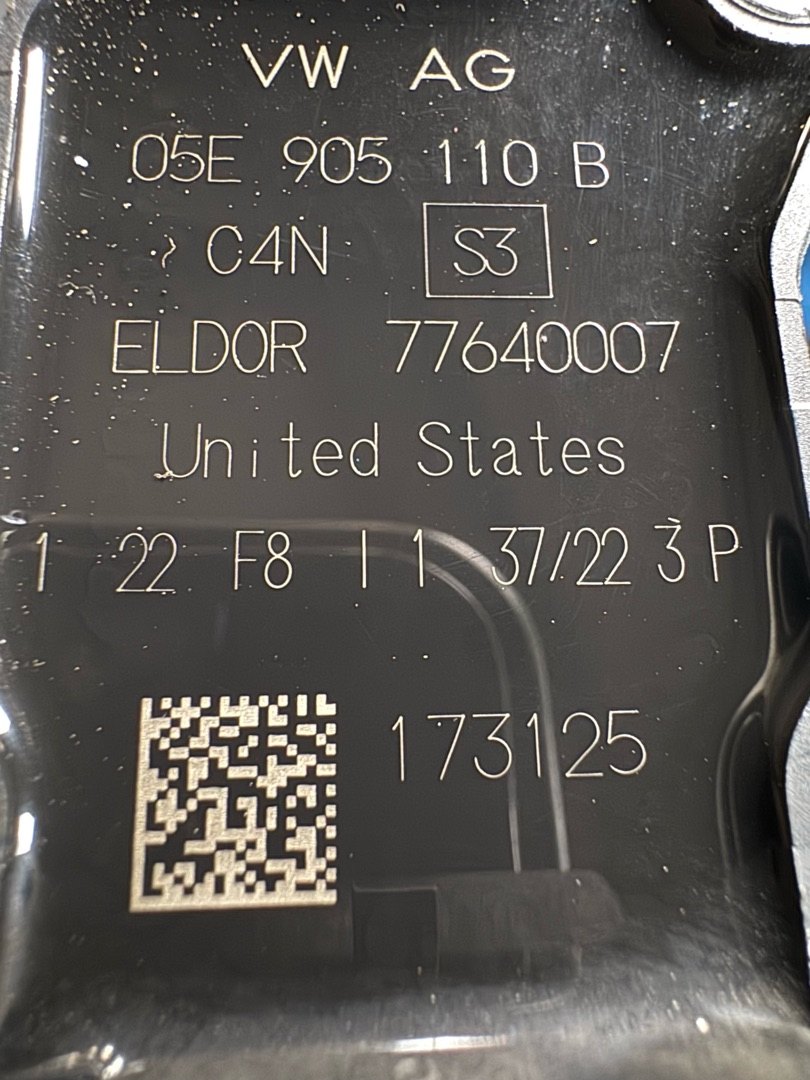 VW AG
05E 905 110 B
C4N S3
ELDOR 77640007
United States
1 22 F8 I 1 37/22 3 P
173125